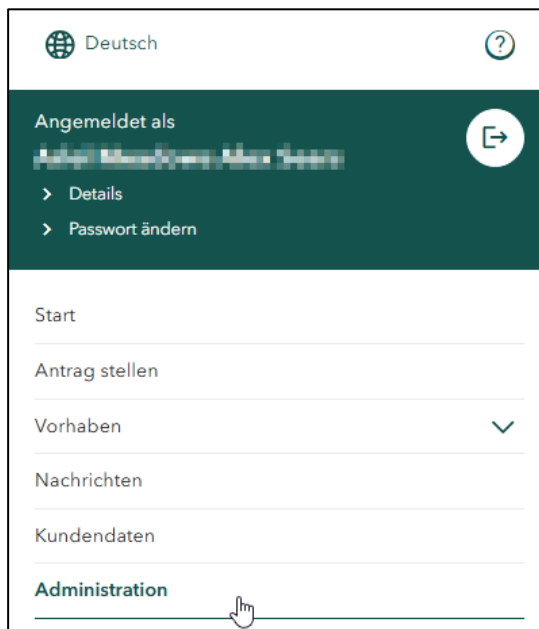 Deutsch
?
Angemeldet als
Details
Passwort ändern
Start
Antrag stellen
Vorhaben
Nachrichten
Kundendaten
Administration